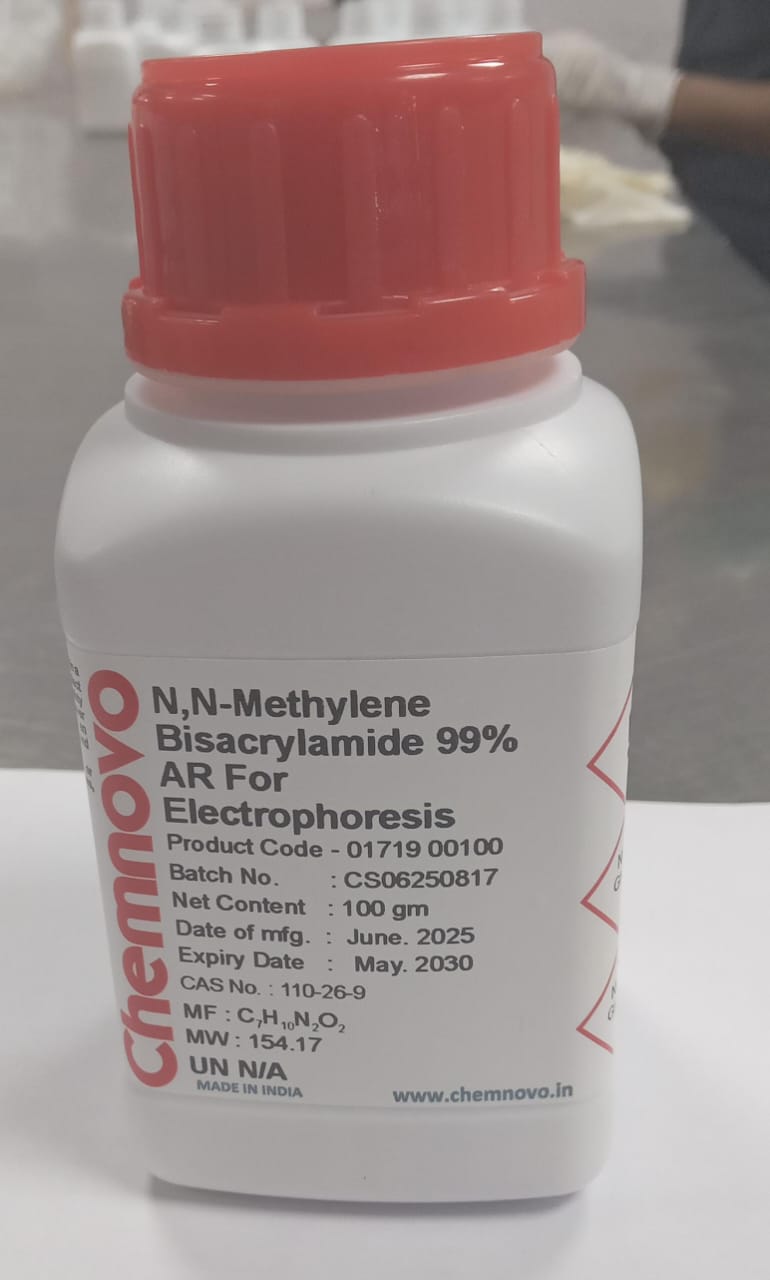 Chemnovo
N,N-Methylene
Bisacrylamide 99%
AR For
Electrophoresis
Product Code - 01719 00100
Batch No. : CS06250817
Net Content : 100 gm
Date of mfg. : June. 2025
Expiry Date : May. 2030
CAS No. : 110-26-9
MF : C₇H₁₀N₂O₂
MW : 154.17
UN N/A
MADE IN INDIA
www.chemnovo.in